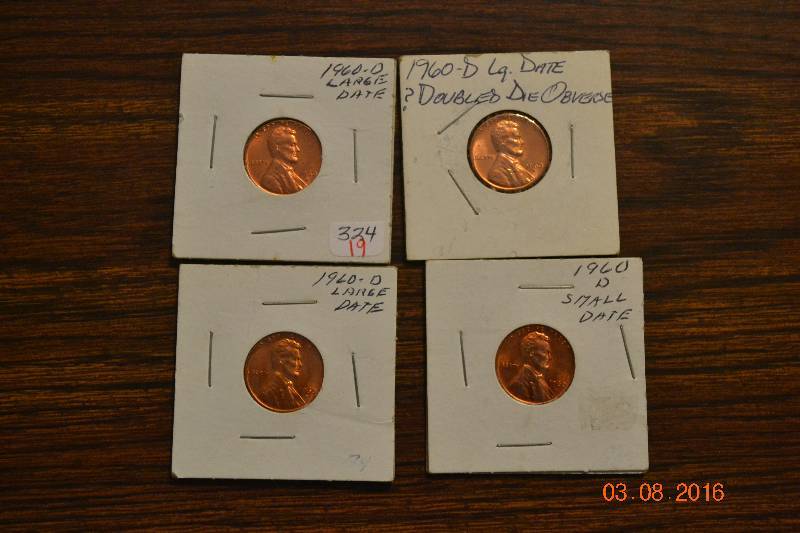 1960-D
LARGE
DATE
324
19
1960-D Lg. DATE
? DOUBLED DIE OBVERSE
1960-D
LARGE
DATE
1960
D
SMALL
DATE
03.08.2016